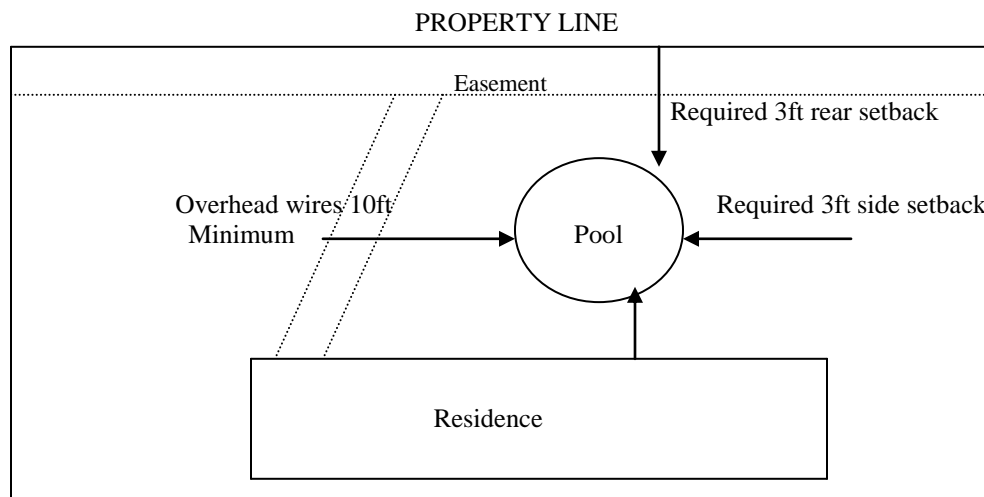 PROPERTY LINE
Easement
Required 3ft rear setback
Overhead wires 10ft
Minimum
Required 3ft side setback
Pool
Residence